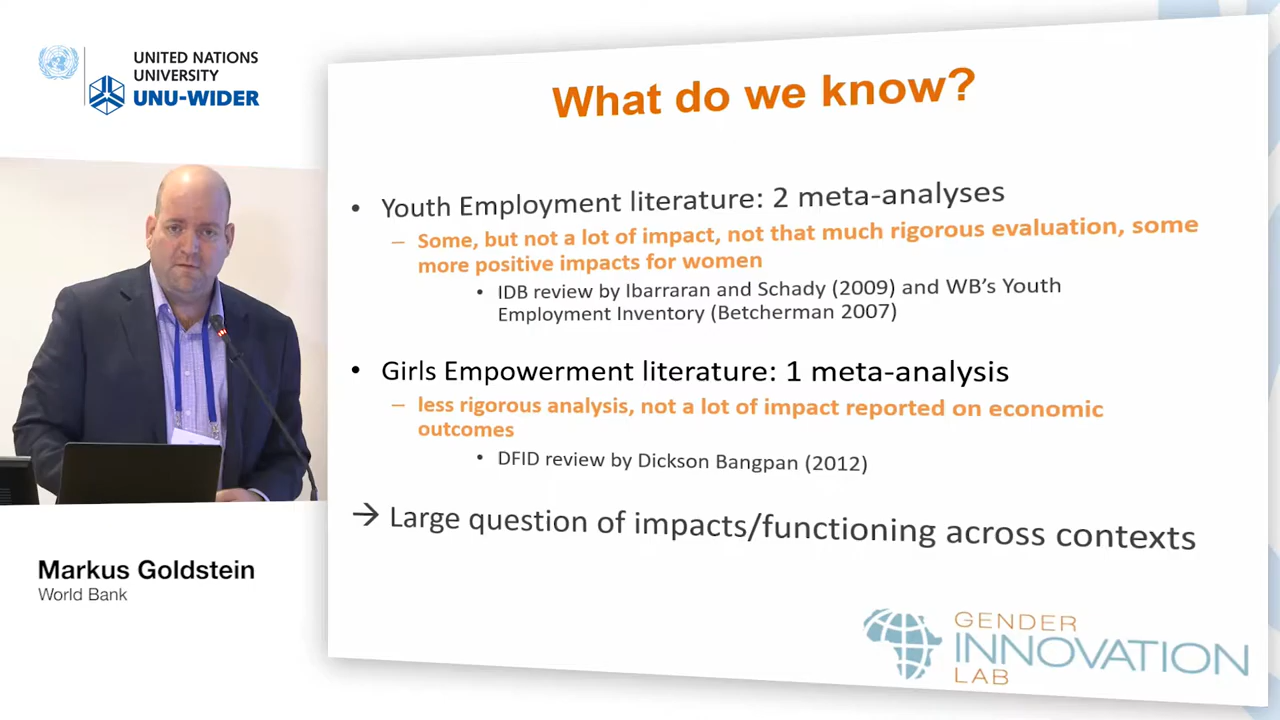 UNITED NATIONS
UNIVERSITY
UNU-WIDER
Markus Goldstein
World Bank
What do we know?
• Youth Employment literature: 2 meta-analyses
– Some, but not a lot of impact, not that much rigorous evaluation, some
more positive impacts for women
• IDB review by Ibarraran and Schady (2009) and WB's Youth
Employment Inventory (Betcherman 2007)
• Girls Empowerment literature: 1 meta-analysis
– less rigorous analysis, not a lot of impact reported on economic
outcomes
• DFID review by Dickson Bangpan (2012)
→ Large question of impacts/functioning across contexts
GENDER
INNOVATION
LAB